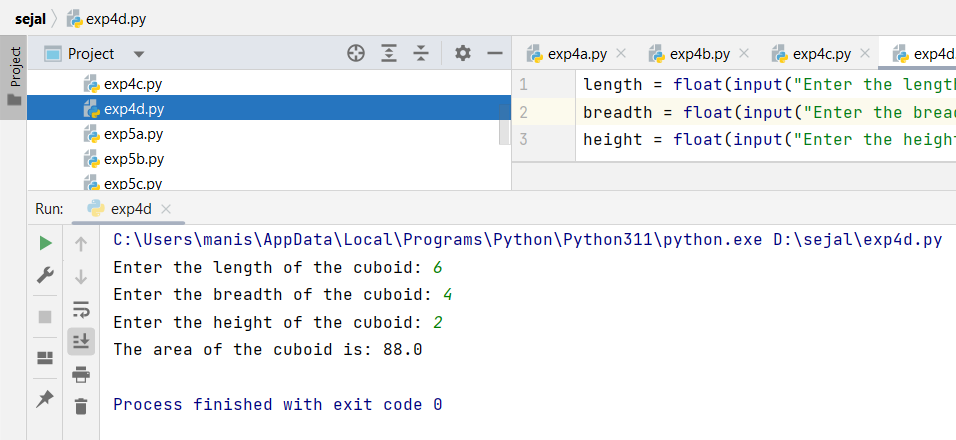 sejal exp4d.py
Project
Project
exp4a.py exp4b.py exp4c.py exp4d
exp4c.py
exp4d.py
exp5a.py
exp5b.py
exp5c.py
1 length = float(input("Enter the length
2 breadth = float(input("Enter the bread
3 height = float(input("Enter the height
Run: exp4d
C:\Users\manis\AppData\Local\Programs\Python\Python311\python.exe D:\sejal\exp4d.py
Enter the length of the cuboid: 6
Enter the breadth of the cuboid: 4
Enter the height of the cuboid: 2
The area of the cuboid is: 88.0
Process finished with exit code 0